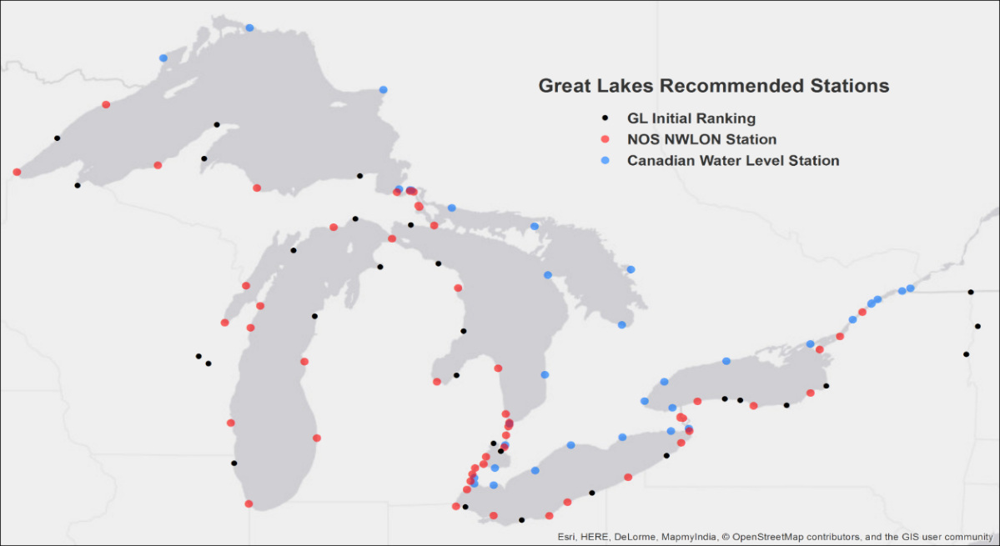 Great Lakes Recommended Stations
GL Initial Ranking
NOS NWLON Station
Canadian Water Level Station
Esri, HERE, DeLorme, MapmyIndia, © OpenStreetMap contributors, and the GIS user community